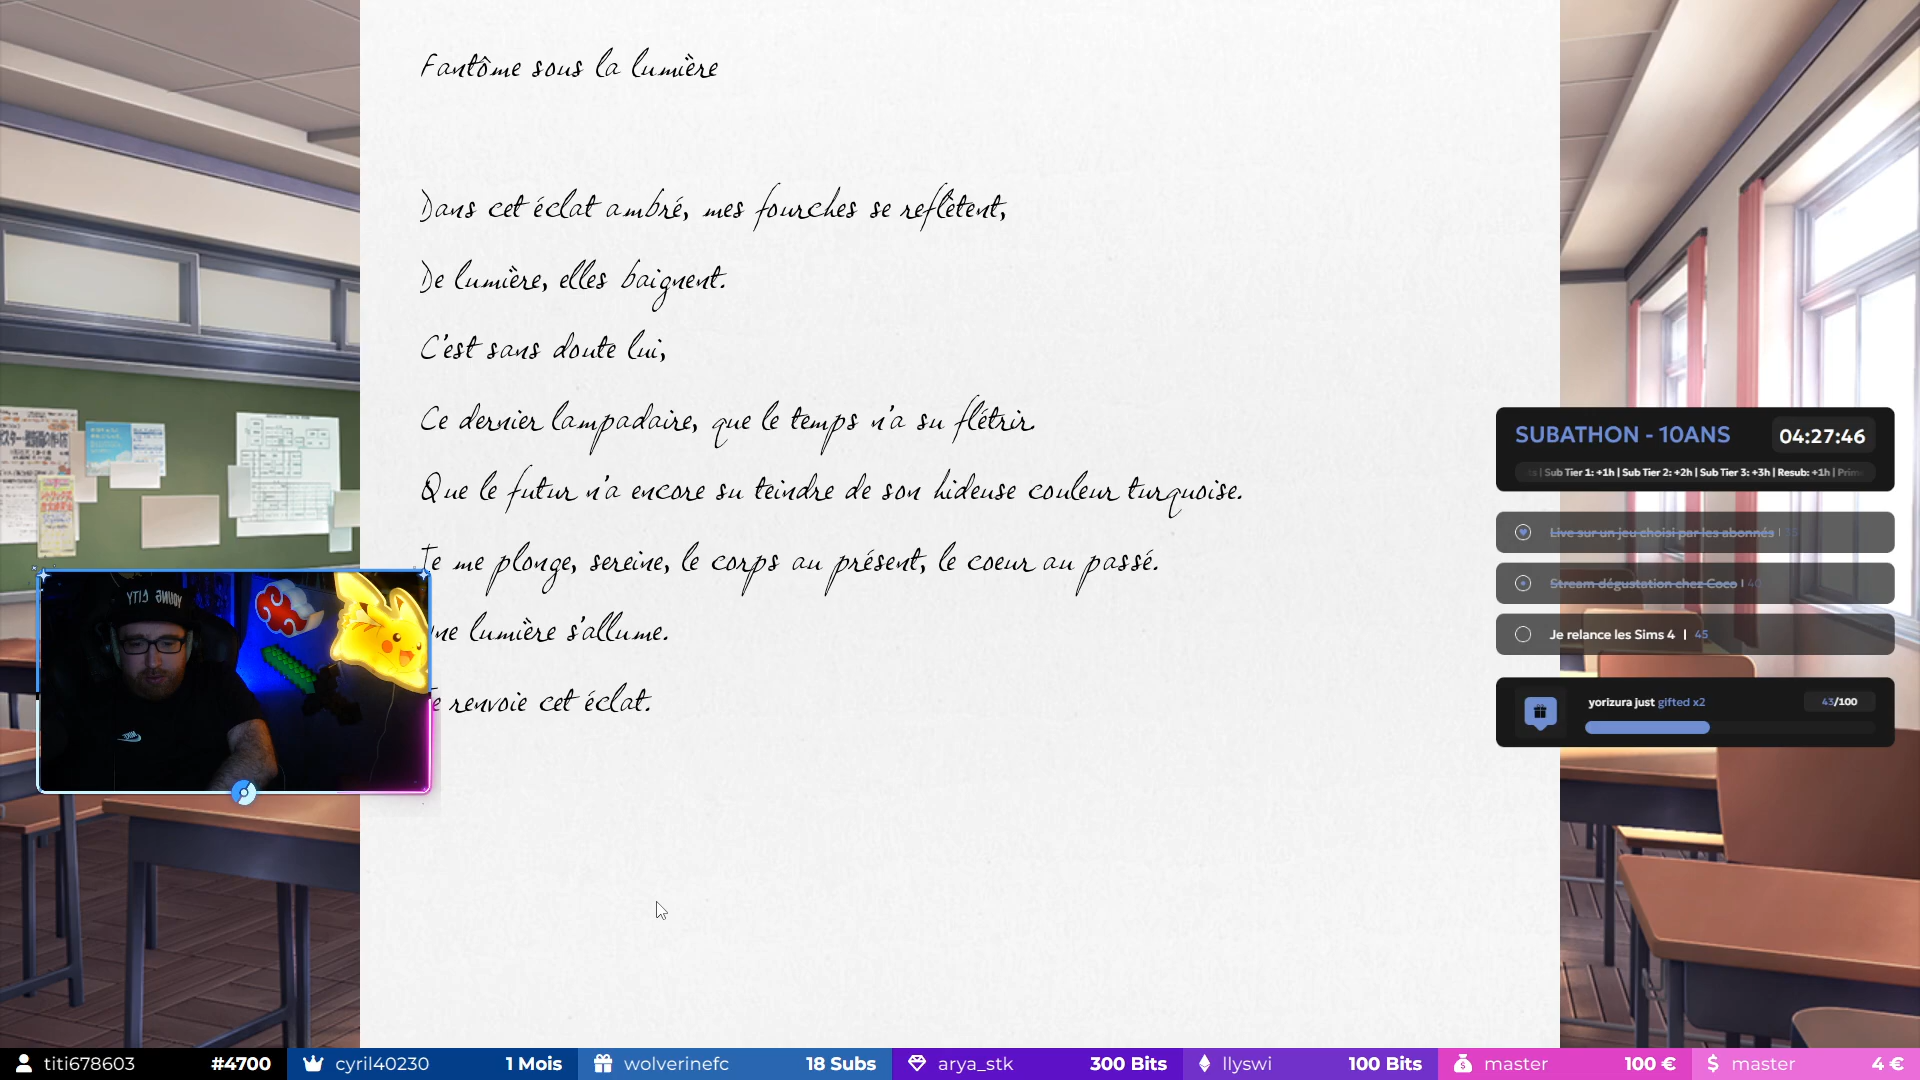 Fantôme sous la lumière
Dans cet éclat ambré, mes fourches se reflètent,
De lumière, elles baignent.
C'est sans doute lui,
Ce dernier lampadaire, que le temps n'a su flétrir.
Que le futur n'a encore su teindre de son hideuse couleur turquoise.
Je me plonge, sereine, le corps au présent, le coeur au passé.
lumière s'allume.
renvoie cet éclat.
YOUNG CITY
SUBATHON - 10ANS
04:27:46
| Sub Tier 1: +1h | Sub Tier 2: +2h | Sub Tier 3: +3h | Resub: +1h | Prim
Live sur un jeu choisi par les abonnés |
Stream dégustation chez Coco | 40
Je relance les Sims 4 | 45
yorizura just gifted x2
43/100
titi678603 #4700
cyril40230 1 Mois
wolverinefc 18 Subs
arya_stk 300 Bits
llyswi 100 Bits
master 100 €
master 4 €